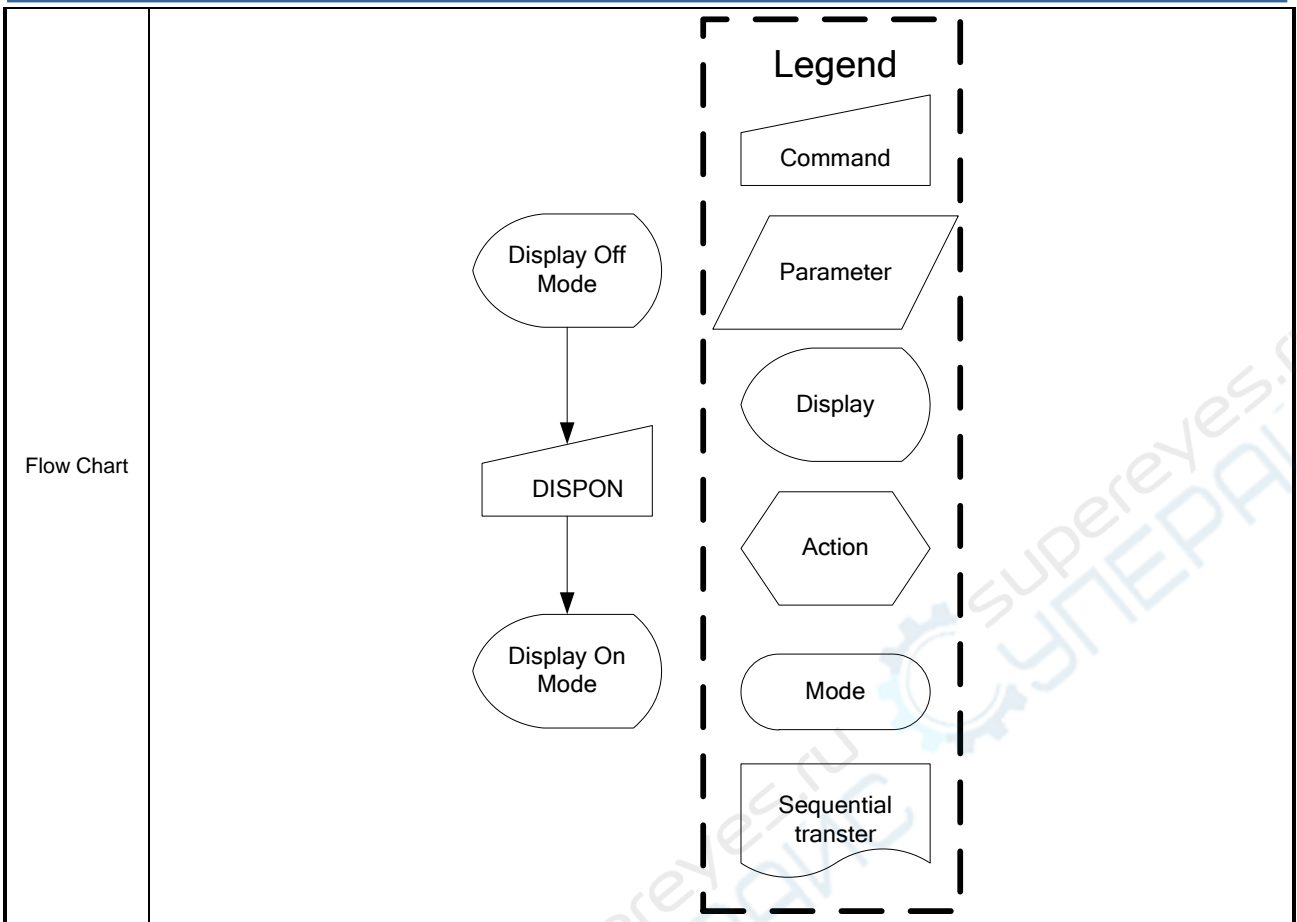 Flow Chart
Display Off
Mode
DISPON
Display On
Mode
Legend
Command
Parameter
Display
Action
Mode
Sequential
transter